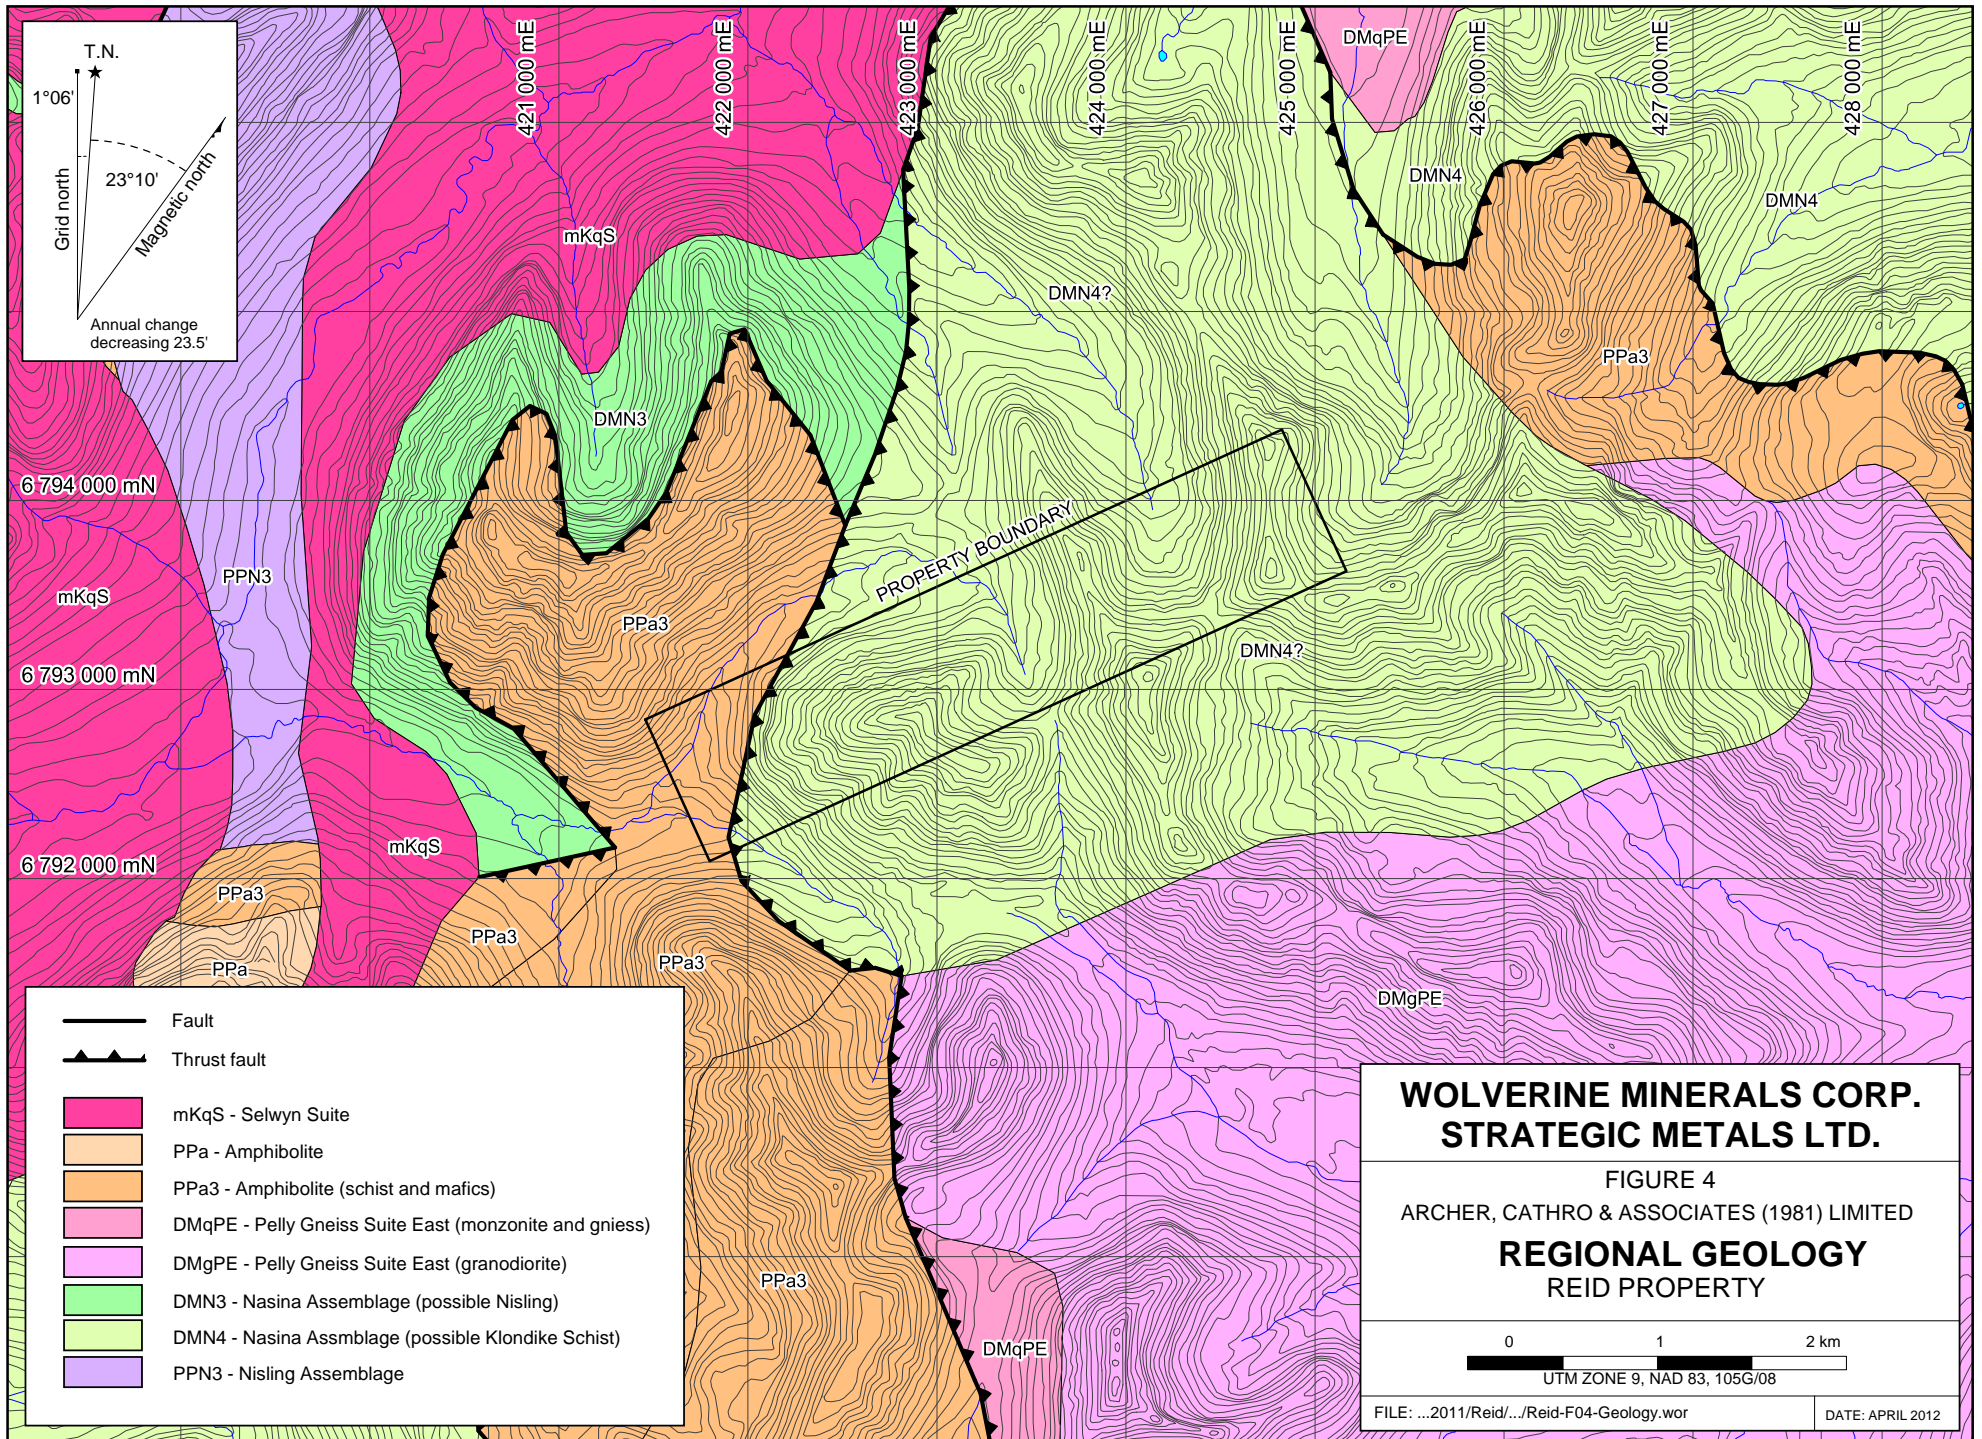 T.N.
1°06'
23°10'
Grid north
Magnetic north
Annual change
decreasing 23.5'
421 000 mE
422 000 mE
423 000 mE
424 000 mE
425 000 mE
426 000 mE
427 000 mE
428 000 mE
DMqPE
DMN4
DMN4
mKqS
DMN4?
PPa3
DMN3
6 794 000 mN
PROPERTY BOUNDARY
PPN3
mKqS
PPa3
DMN4?
6 793 000 mN
mKqS
6 792 000 mN
PPa3
PPa3
PPa3
PPa
DMgPE
PPa3
DMqPE
Fault
Thrust fault
mKqS - Selwyn Suite
PPa - Amphibolite
PPa3 - Amphibolite (schist and mafics)
DMqPE - Pelly Gneiss Suite East (monzonite and gniess)
DMgPE - Pelly Gneiss Suite East (granodiorite)
DMN3 - Nasina Assemblage (possible Nisling)
DMN4 - Nasina Assmblage (possible Klondike Schist)
PPN3 - Nisling Assemblage
WOLVERINE MINERALS CORP.
STRATEGIC METALS LTD.
FIGURE 4
ARCHER, CATHRO & ASSOCIATES (1981) LIMITED
REGIONAL GEOLOGY
REID PROPERTY
0 1 2 km
UTM ZONE 9, NAD 83, 105G/08
FILE: ...2011/Reid/.../Reid-F04-Geology.wor
DATE: APRIL 2012